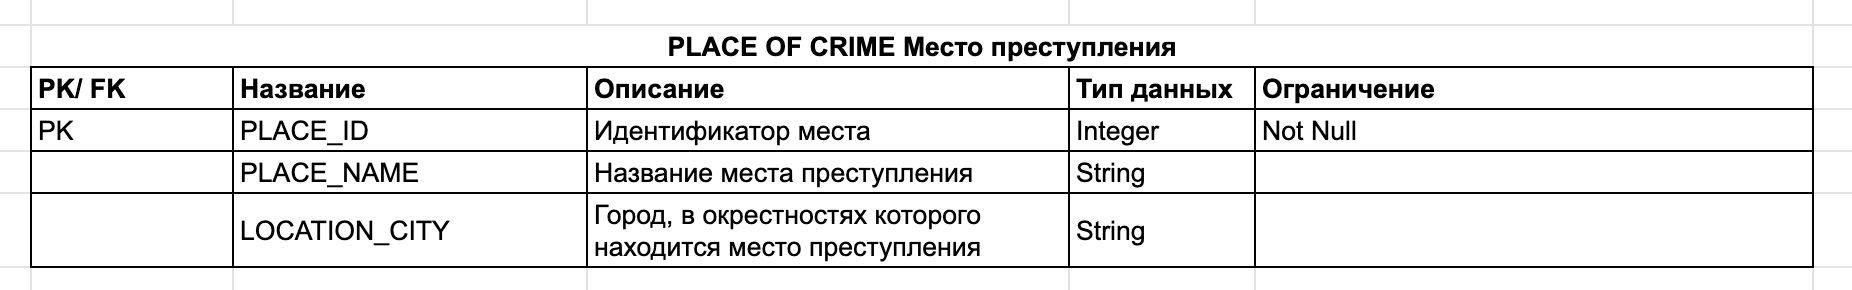 PLACE OF CRIME Место преступления
PK/ FK Название Описание Тип данных Ограничение
PK PLACE_ID Идентификатор места Integer Not Null
PLACE_NAME Название места преступления String
LOCATION_CITY Город, в окрестностях которого находится место преступления String